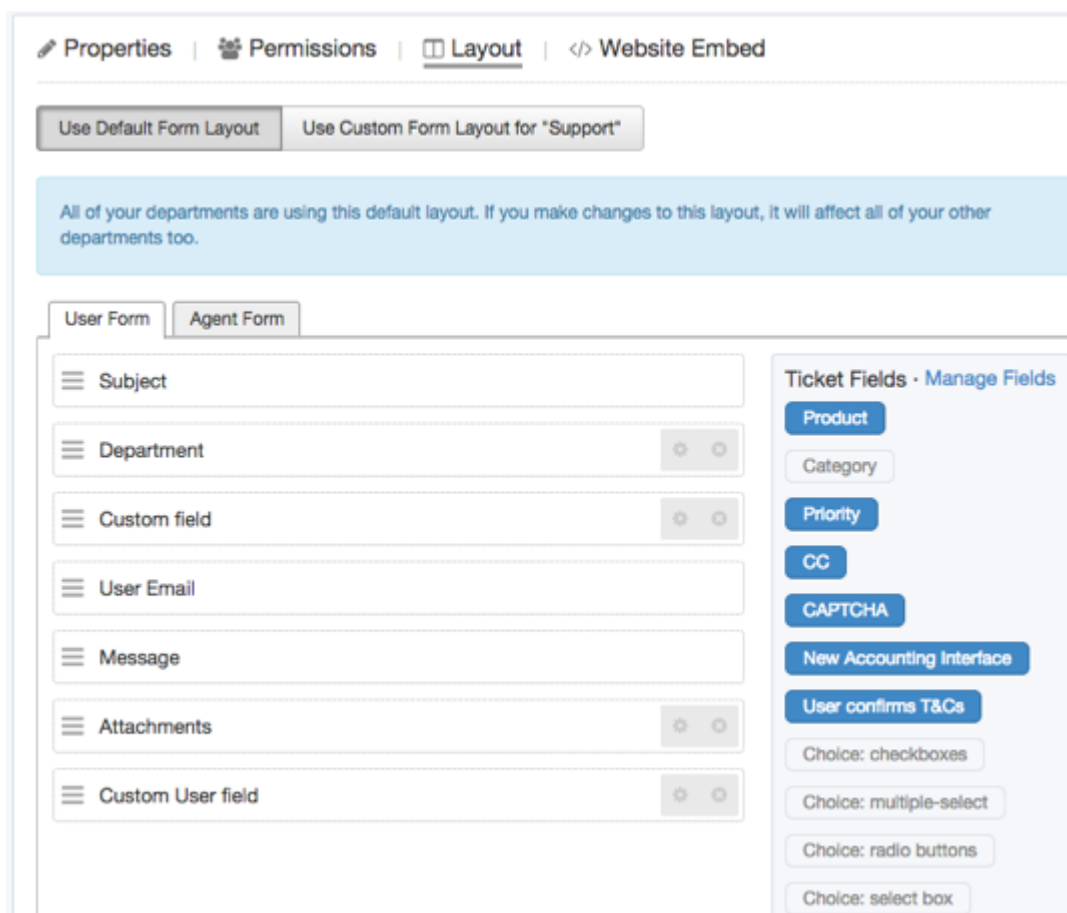 Properties | Permissions | Layout | </> Website Embed
Use Default Form Layout Use Custom Form Layout for "Support"
All of your departments are using this default layout. If you make changes to this layout, it will affect all of your other
departments too.
User Form Agent Form
Subject
Department
Custom field
User Email
Message
Attachments
Custom User field
Ticket Fields · Manage Fields
Product
Category
Priority
CC
CAPTCHA
New Accounting Interface
User confirms T&Cs
Choice: checkboxes
Choice: multiple-select
Choice: radio buttons
Choice: select box